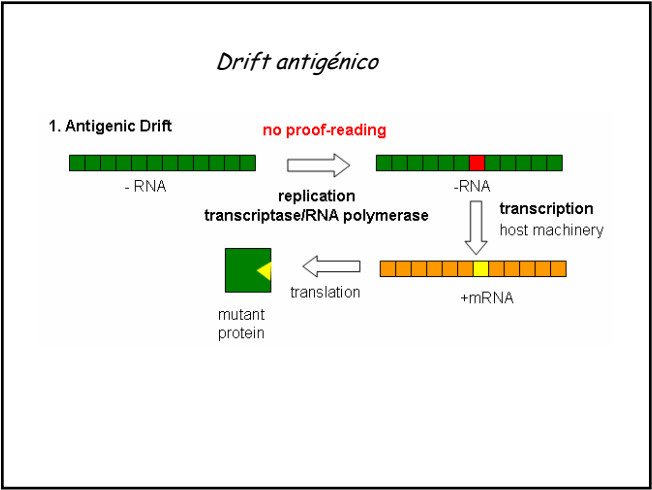 Drift antigénico
1. Antigenic Drift
no proof-reading
- RNA
-RNA
replication
transcriptase/RNA polymerase
transcription
host machinery
translation
+mRNA
mutant
protein